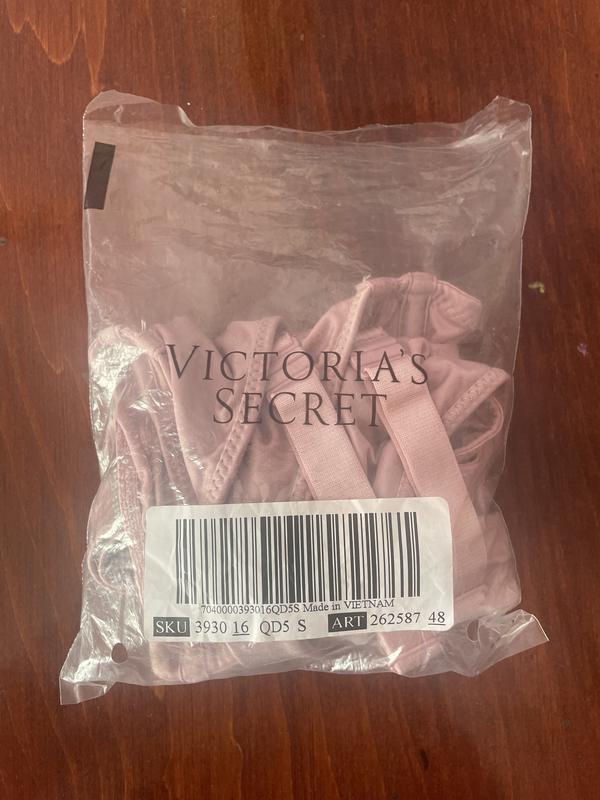 VICTORIA'S
SECRET
7040000393016QD5S Made in VIETNAM
SKU 3930 16 QD5 S ART 262587 48